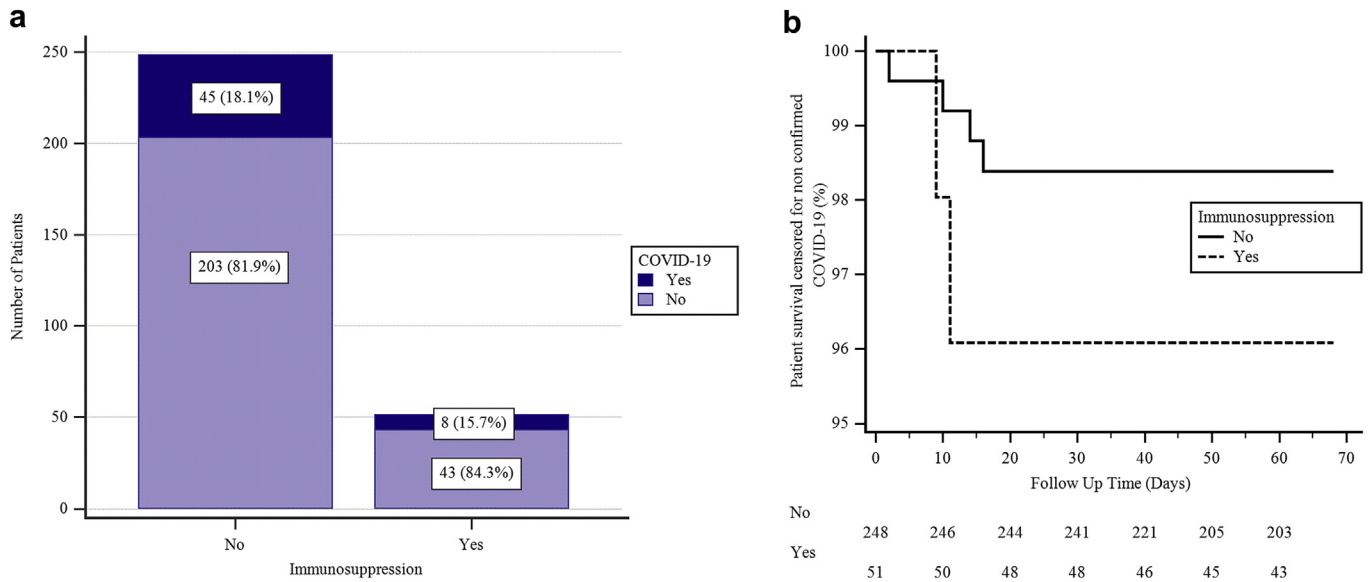 a
Number of Patients
250
200
150
100
50
0
45 (18.1%)
203 (81.9%)
8 (15.7%)
43 (84.3%)
No
Yes
Immunosuppression
COVID-19
Yes
No
b
Patient survival censored for non confirmed
COVID-19 (%)
100
99
98
97
96
95
Immunosuppression
No
Yes
0 10 20 30 40 50 60 70
Follow Up Time (Days)
No
248 246 244 241 221 205 203
Yes
51 50 48 48 46 45 43